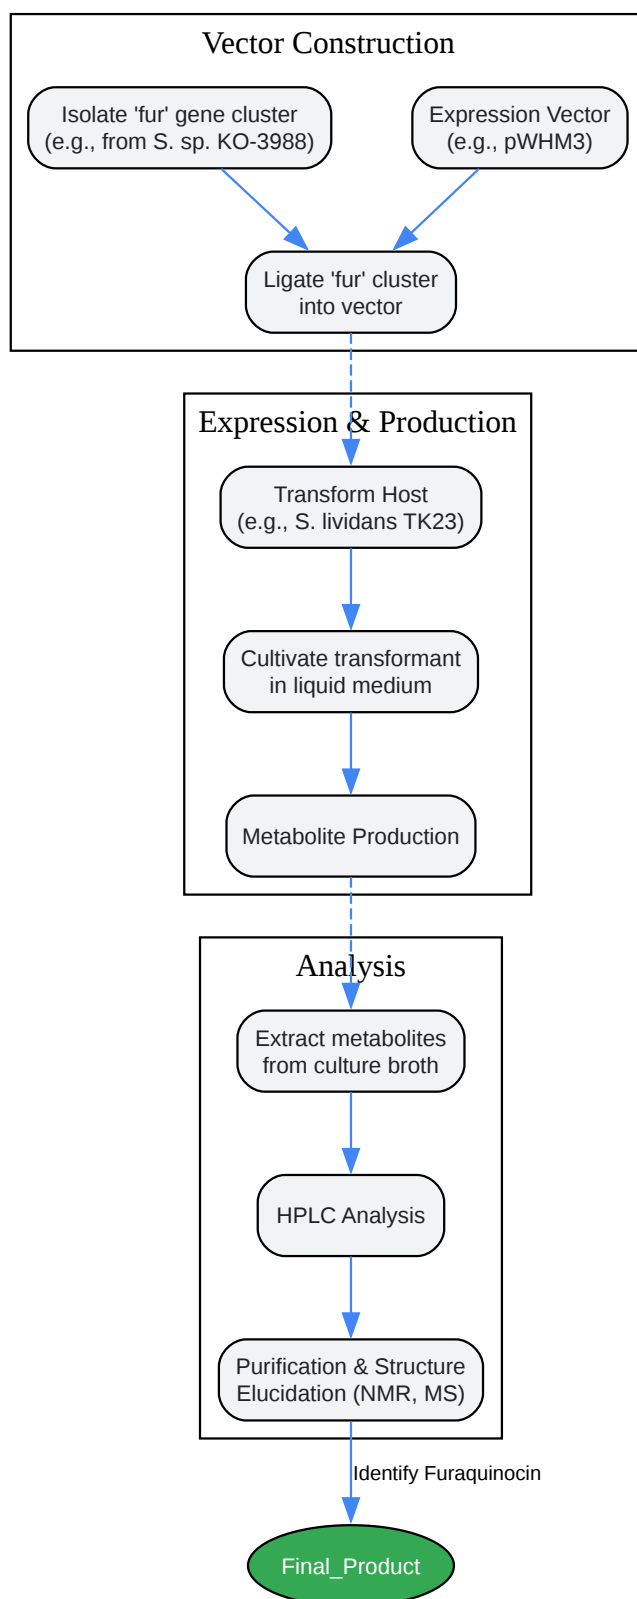 Vector Construction
Isolate 'fur' gene cluster
(e.g., from S. sp. KO-3988)
Expression Vector
(e.g., pWHM3)
Ligate 'fur' cluster
into vector
Expression & Production
Transform Host
(e.g., S. lividans TK23)
Cultivate transformant
in liquid medium
Metabolite Production
Analysis
Extract metabolites
from culture broth
HPLC Analysis
Purification & Structure
Elucidation (NMR, MS)
Identify Furaquinocin
Final_Product